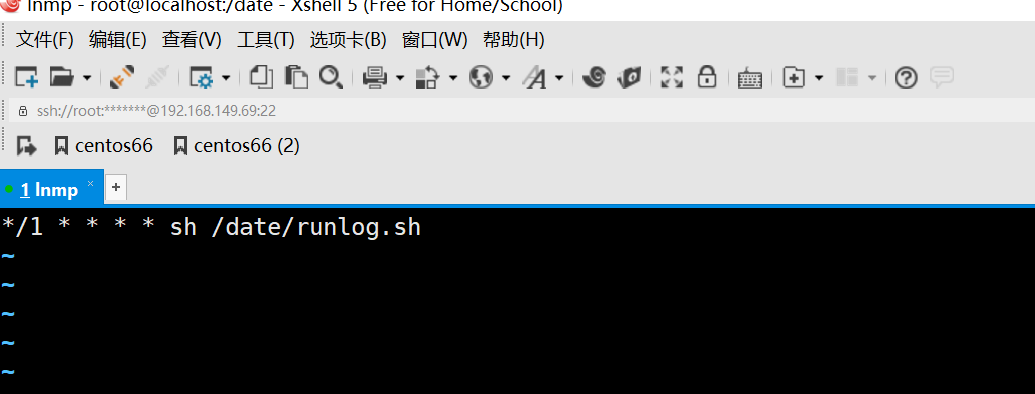 lnmp - root@localhost:/date - Xshell 5 (Free for Home/School)
文件(F) 编辑(E) 查看(V) 工具(T) 选项卡(B) 窗口(W) 帮助(H)
ssh://root:*******@192.168.149.69:22
centos66 centos66 (2)
1 lnmp × +
*/1 * * * * sh /date/runlog.sh
~
~
~
~
~